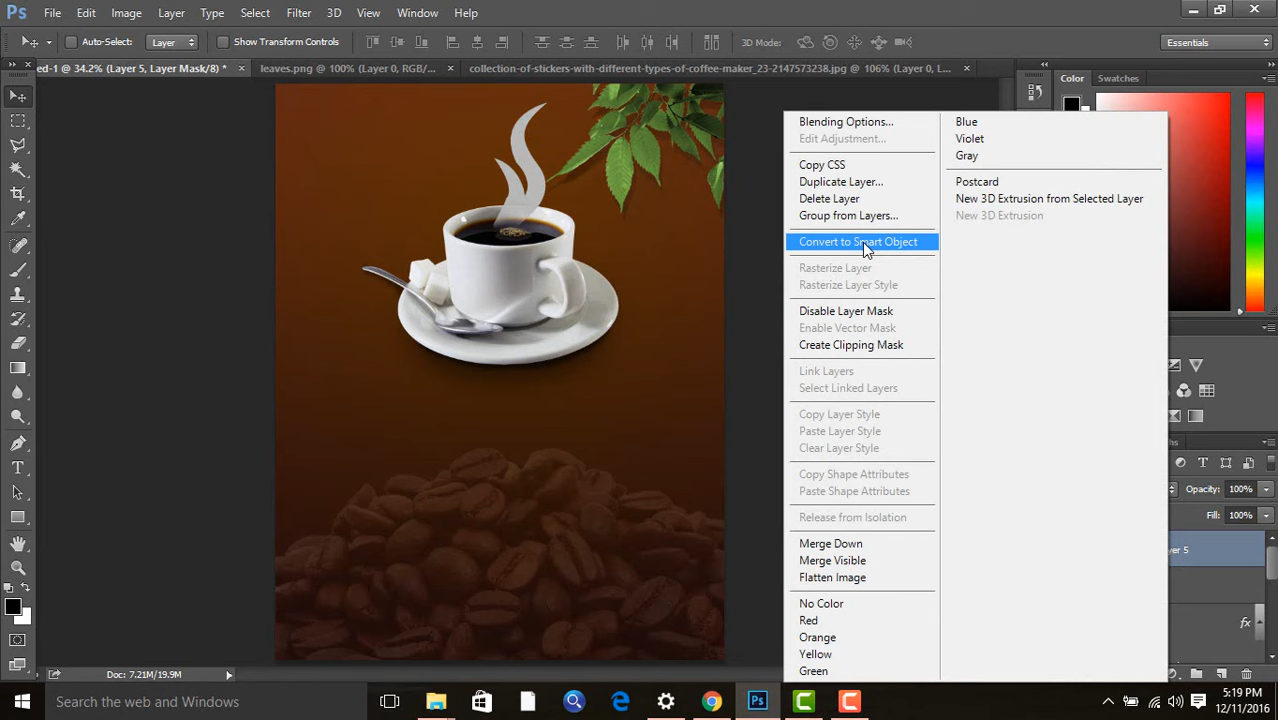 Ps File Edit Image Layer Type Select Filter 3D View Window Help
Auto-Select: Layer Show Transform Controls 3D Mode: Essentials
ed-1 @ 34.2% (Layer 5, Layer Mask/8) * × leaves.png @ 100% (Layer 0, RGB/... × collection-of-stickers-with-different-types-of-coffee-maker_23-2147573238.jpg @ 106% (Layer 0, L... ×
Color Swatches
Blending Options...
Edit Adjustment...
Copy CSS
Duplicate Layer...
Delete Layer
Group from Layers...
Convert to Smart Object
Rasterize Layer
Rasterize Layer Style
Disable Layer Mask
Enable Vector Mask
Create Clipping Mask
Link Layers
Select Linked Layers
Copy Layer Style
Paste Layer Style
Clear Layer Style
Copy Shape Attributes
Paste Shape Attributes
Release from Isolation
Merge Down
Merge Visible
Flatten Image
No Color
Red
Orange
Yellow
Green
Blue
Violet
Gray
Postcard
New 3D Extrusion from Selected Layer
New 3D Extrusion
Opacity: 100%
Fill: 100%
yer 5
fx
Doc: 7.21M/19.9M
Search the web and Windows
Ps
5:19 PM
12/11/2016